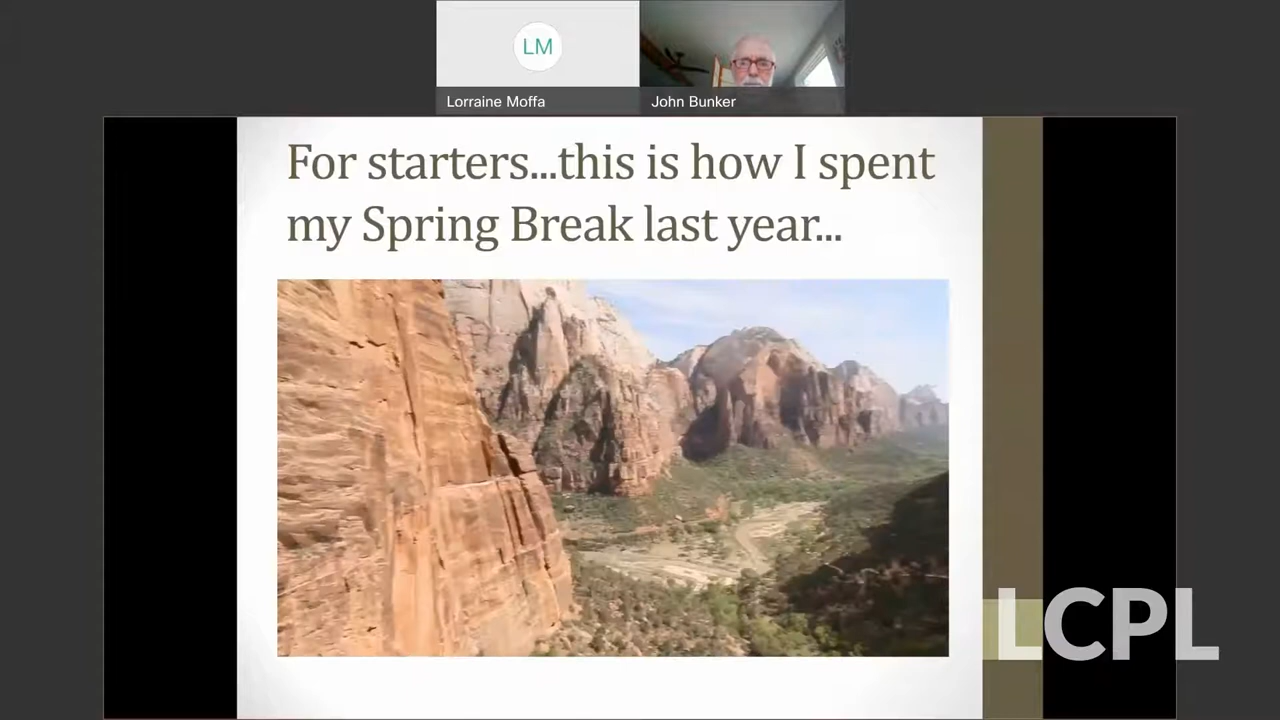 LM
Lorraine Moffa
John Bunker
For starters...this is how I spent
my Spring Break last year...
LCPL